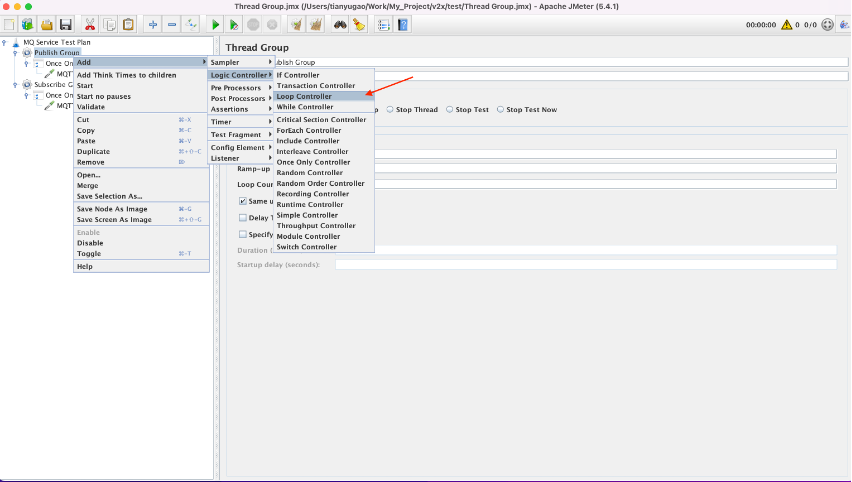 Thread Group.jmx (/Users/tianyugao/Work/My_Project/v2x/test/Thread Group.jmx) - Apache JMeter (5.4.1)
00:00:00 0 0/0
MQ Service Test Plan
Publish Group
Once On
MQT
Subscribe G
Once On
MQT
Add
Add Think Times to children
Start
Start no pauses
Validate
Cut ⌘-X
Copy ⌘-C
Paste ⌘-V
Duplicate ⌘+⇧-C
Remove ⌦
Open...
Merge
Save Selection As...
Save Node As Image ⌘-G
Save Screen As Image ⌘+⇧-G
Enable
Disable
Toggle ⌘-T
Help
Sampler
Logic Controller
Pre Processors
Post Processors
Assertions
Timer
Test Fragment
Config Element
Listener
If Controller
Transaction Controller
Loop Controller
While Controller
Critical Section Controller
ForEach Controller
Include Controller
Interleave Controller
Once Only Controller
Random Controller
Random Order Controller
Recording Controller
Runtime Controller
Simple Controller
Throughput Controller
Module Controller
Switch Controller
Thread Group
blish Group
p Stop Thread Stop Test Stop Test Now
Ramp-up
Loop Coun
Same u
Delay T
Specify
Duration (
Startup delay (seconds):